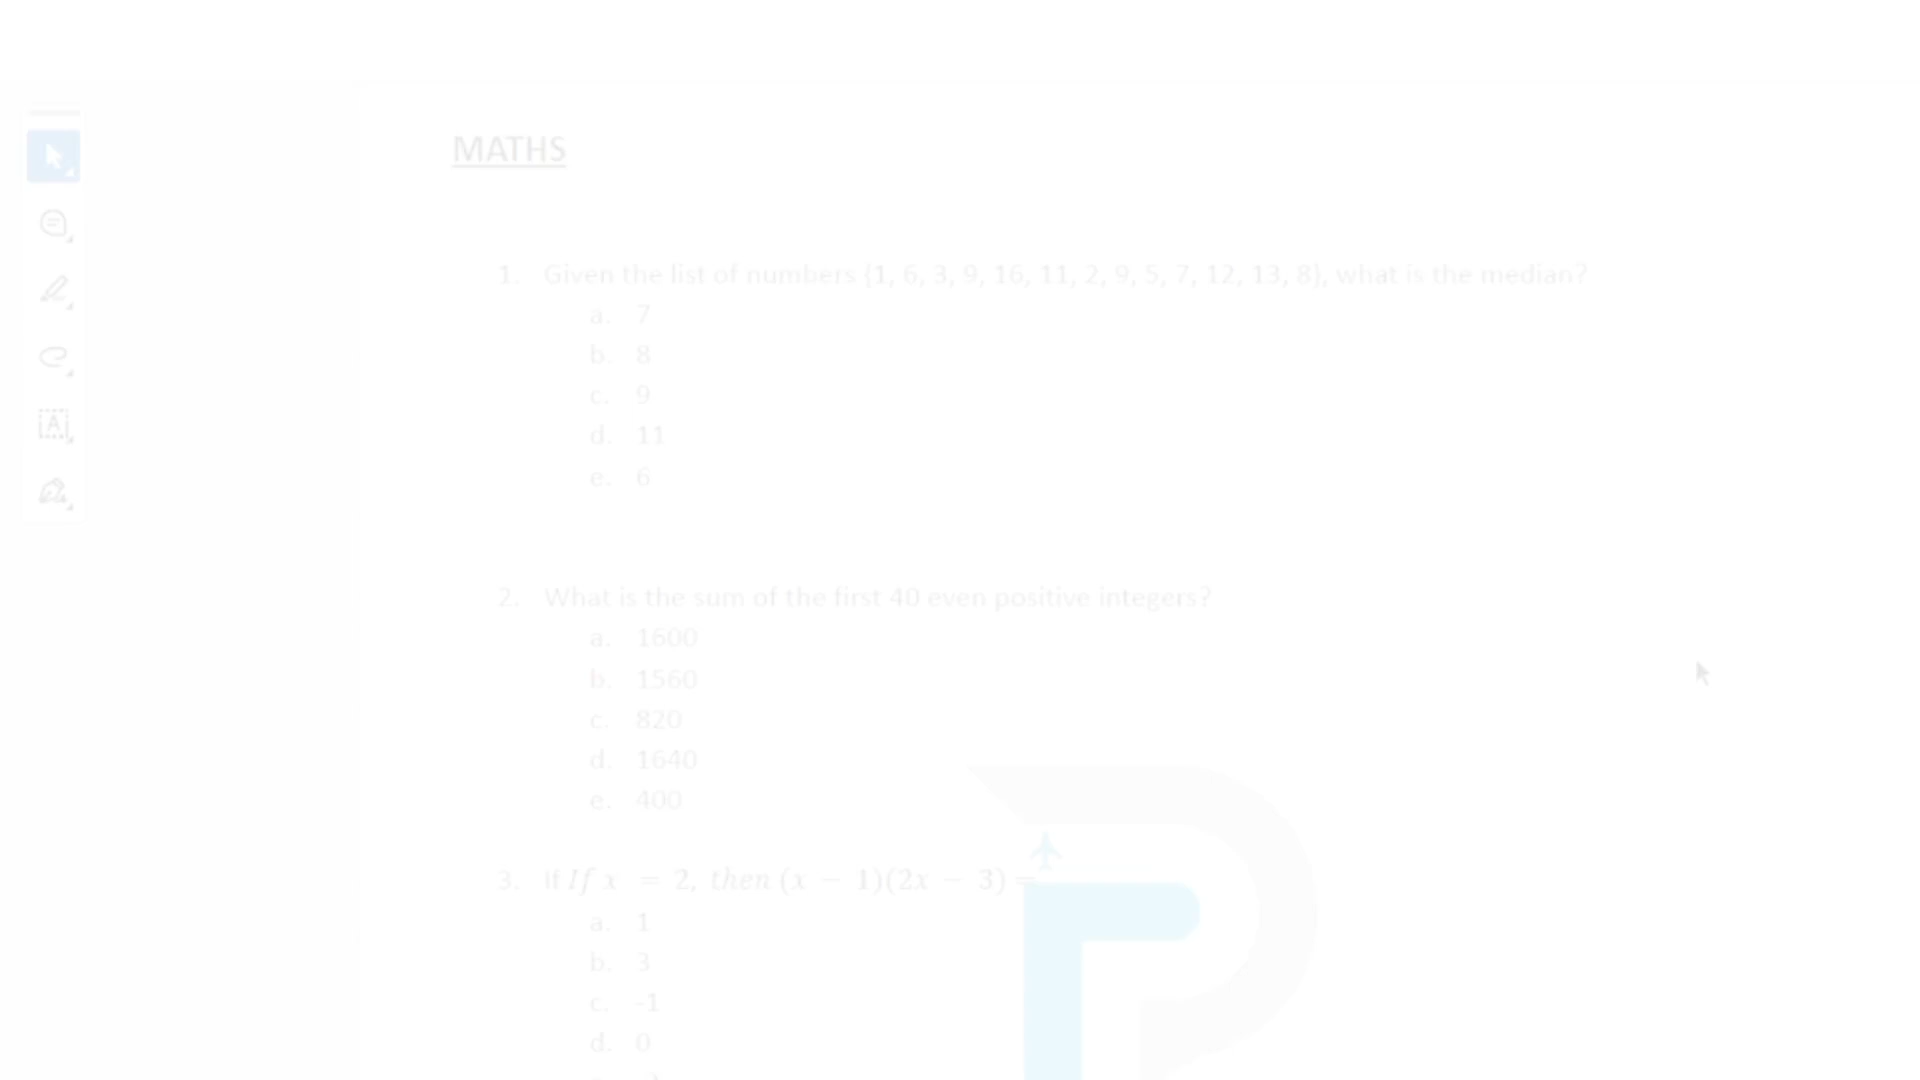 MATHS
1. Given the list of numbers {1, 6, 3, 9, 16, 11, 2, 9, 5, 7, 12, 13, 8}, what is the median?
a. 7
b. 8
c. 9
d. 11
e. 6
2. What is the sum of the first 40 even positive integers?
a. 1600
b. 1560
c. 820
d. 1640
e. 400
3. If If x = 2, then (x − 1)(2x − 3) =
a. 1
b. 3
c. -1
d. 0